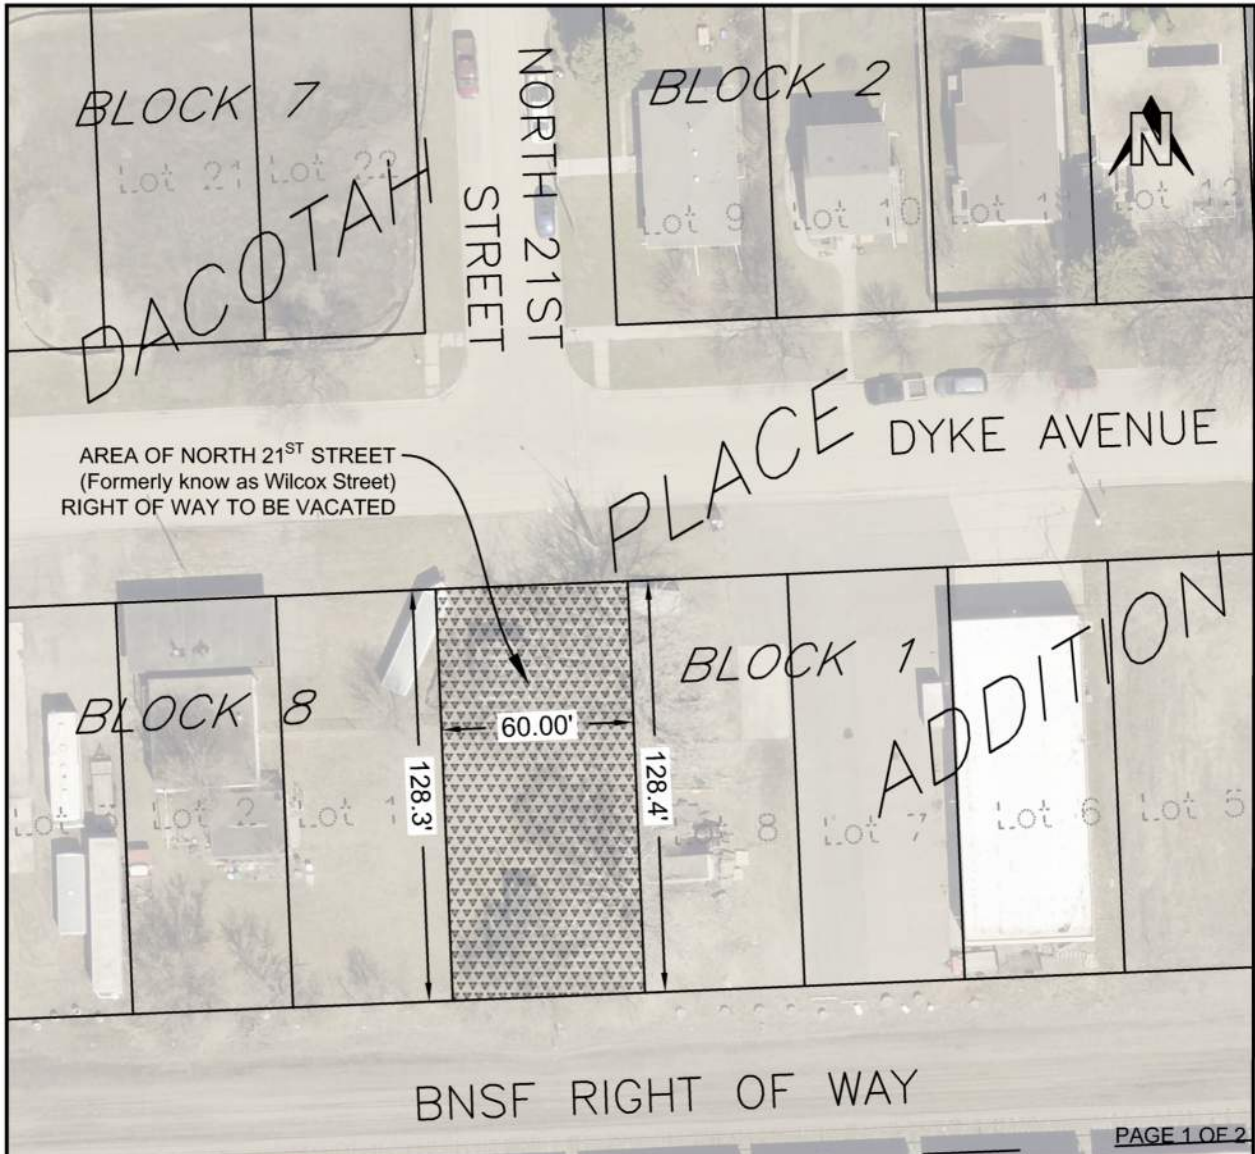 BLOCK 7
NORTH 21ST
STREET
BLOCK 2
N
Lot 21
Lot 22
Lot 9
Lot 10
Lot 12
DACOTAH
PLACE
ADDITION
DYKE AVENUE
AREA OF NORTH 21ST STREET
(Formerly know as Wilcox Street)
RIGHT OF WAY TO BE VACATED
BLOCK 8
BLOCK 1
60.00'
128.3'
128.4'
Lot 2
Lot 1
8
Lot 7
Lot 6
Lot 5
BNSF RIGHT OF WAY
PAGE 1 OF 2